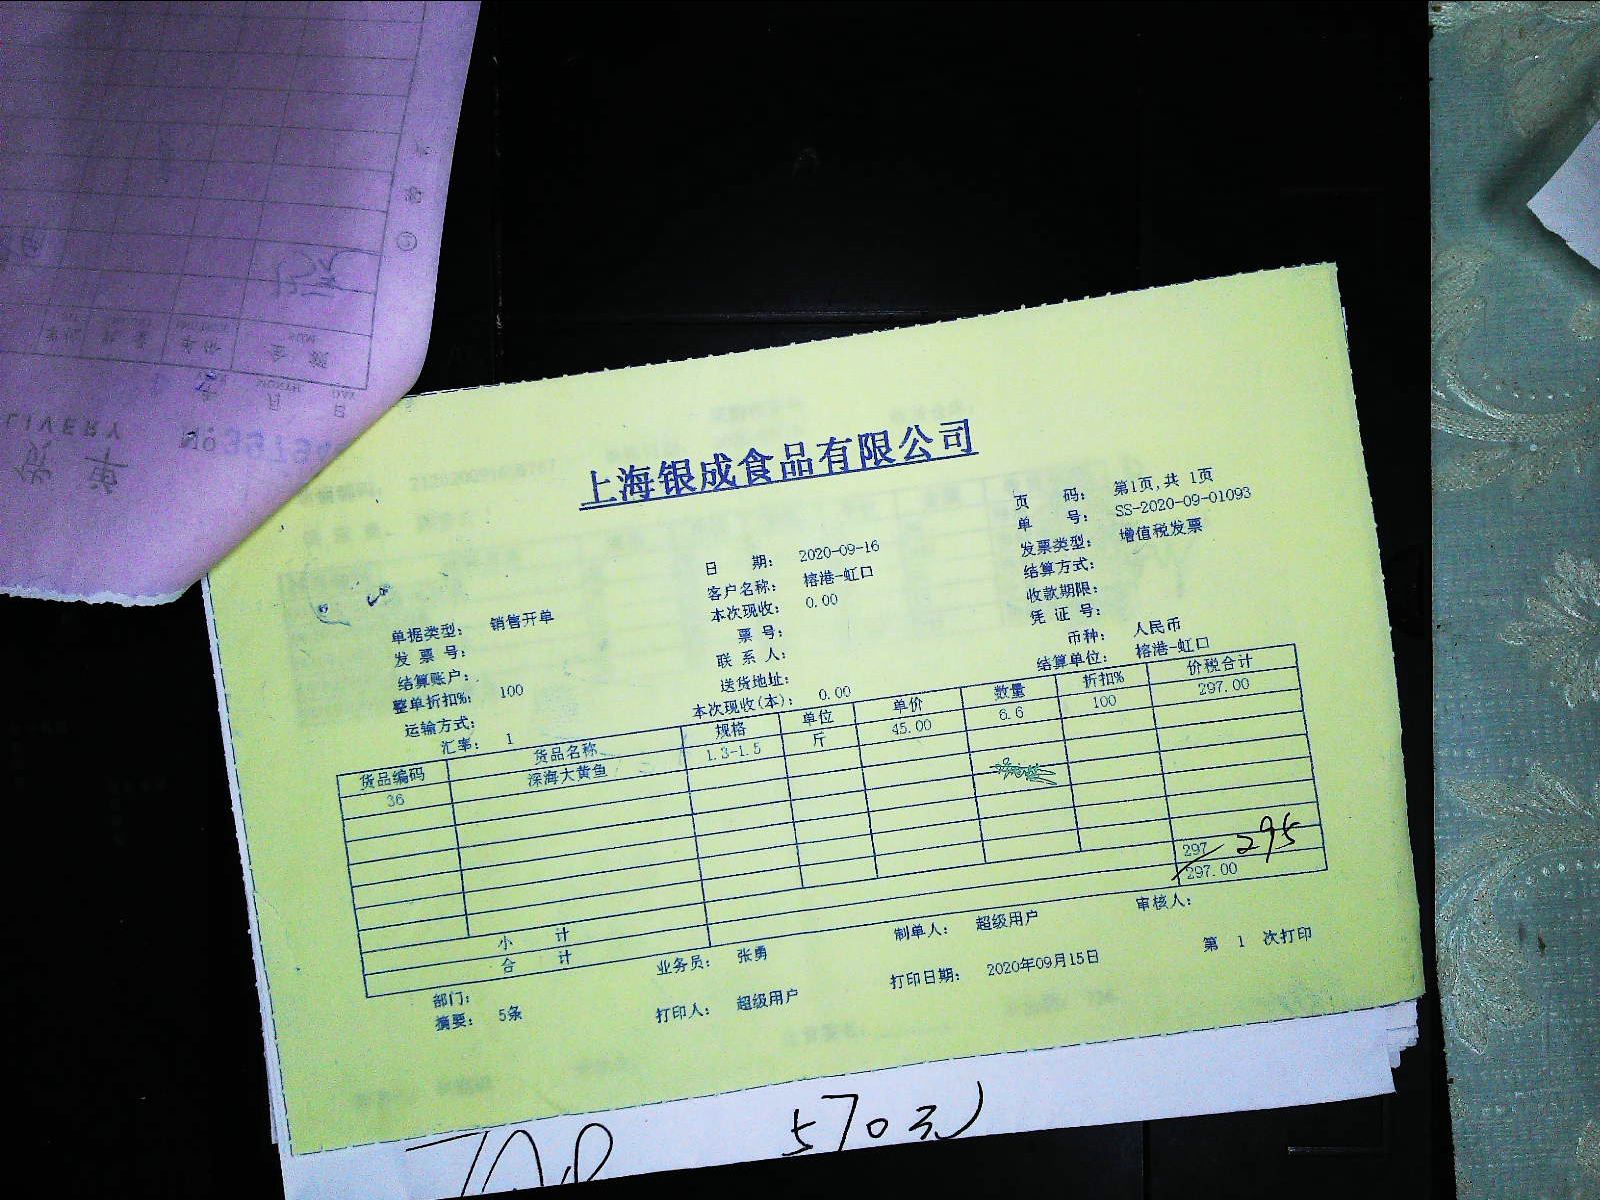 上海银成食品有限公司
页 码: 第1页,共 1页
单 号: SS-2020-09-01093
日 期: 2020-09-16
发票类型: 增值税发票
客户名称: 榕港-虹口
结算方式:
单据类型: 销售开单
本次现收: 0.00
收款期限:
发 票 号:
票 号:
凭 证 号:
结算账户:
联 系 人:
币种: 人民币
整单折扣%: 100
送货地址:
结算单位: 榕港-虹口
运输方式:
本次现收(本): 0.00
汇率: 1
货品编码 货品名称 规格 单位 单价 数量 折扣% 价税合计
36 深海大黄鱼 1.3-1.5 斤 45.00 6.6 100 297.00
小 计 297 295
合 计 297.00
部门: 业务员: 张勇 制单人: 超级用户 审核人:
摘要: 5条 打印人: 超级用户 打印日期: 2020年09月15日 第 1 次打印
570元